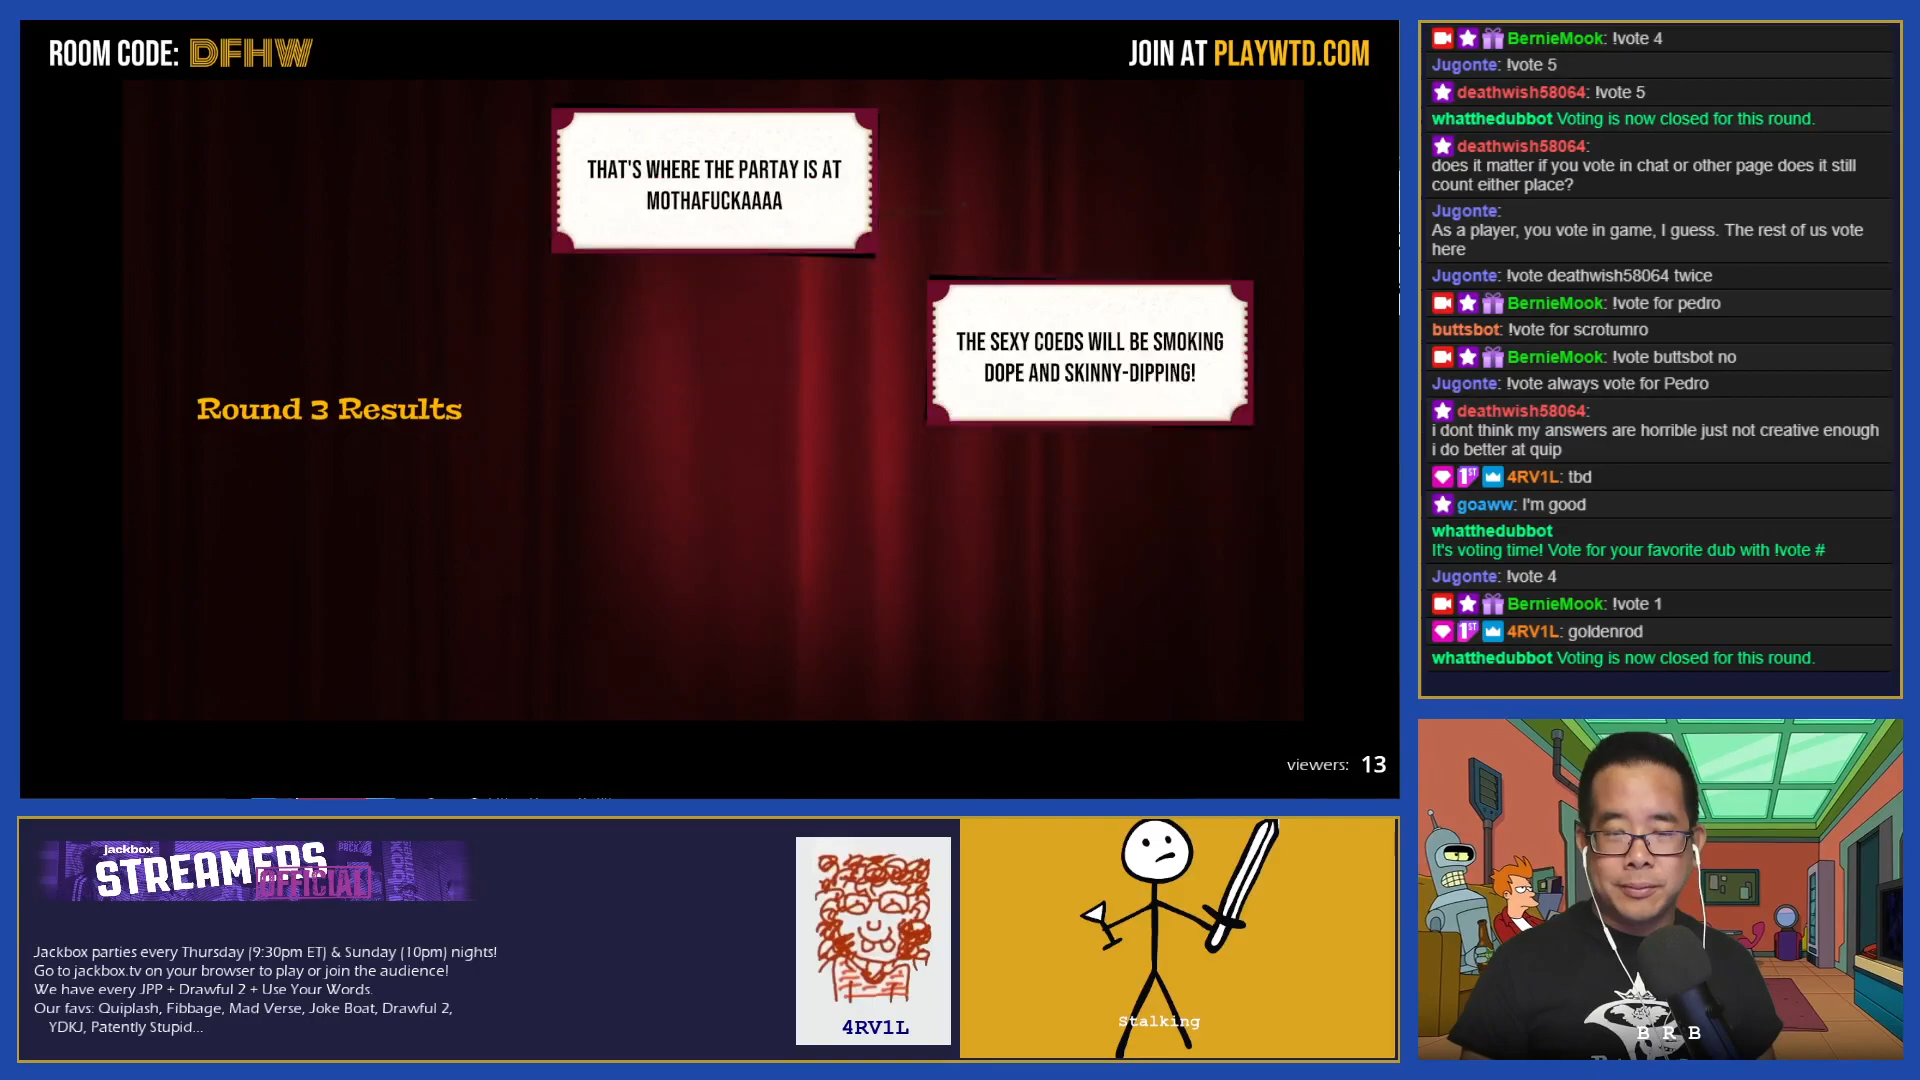 ROOM CODE: DFHW
JOIN AT PLAYWTD.COM
THAT'S WHERE THE PARTAY IS AT
MOTHAFUCKAAAA
THE SEXY COEDS WILL BE SMOKING
DOPE AND SKINNY-DIPPING!
Round 3 Results
viewers: 13
BernieMook: !vote 4
Jugonte: !vote 5
deathwish58064: !vote 5
whatthedubbot Voting is now closed for this round.
deathwish58064:
does it matter if you vote in chat or other page does it still
count either place?
Jugonte:
As a player, you vote in game, I guess. The rest of us vote
here
Jugonte: !vote deathwish58064 twice
BernieMook: !vote for pedro
buttsbot: !vote for scrotumro
BernieMook: !vote buttsbot no
Jugonte: !vote always vote for Pedro
deathwish58064:
i dont think my answers are horrible just not creative enough
i do better at quip
1ST 4RV1L: tbd
goaww: I'm good
whatthedubbot
It's voting time! Vote for your favorite dub with !vote #
Jugonte: !vote 4
BernieMook: !vote 1
1ST 4RV1L: goldenrod
whatthedubbot Voting is now closed for this round.
jackbox
STREAMERS
OFFICIAL
Jackbox parties every Thursday (9:30pm ET) & Sunday (10pm) nights!
Go to jackbox.tv on your browser to play or join the audience!
We have every JPP + Drawful 2 + Use Your Words.
Our favs: Quiplash, Fibbage, Mad Verse, Joke Boat, Drawful 2,
YDKJ, Patently Stupid...
4RV1L
Stalking
B R B